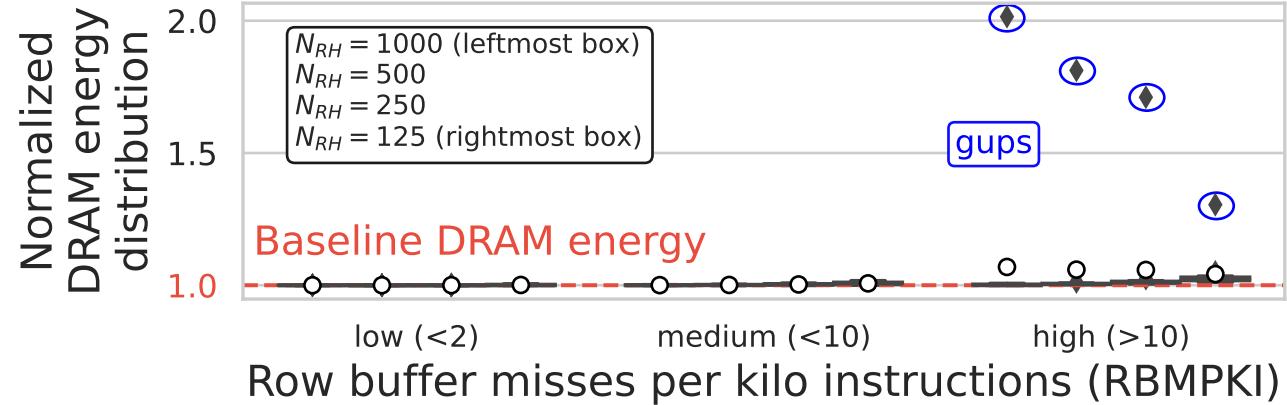 Normalized
DRAM energy
distribution
2.0
1.5
1.0
N_RH = 1000 (leftmost box)
N_RH = 500
N_RH = 250
N_RH = 125 (rightmost box)
gups
Baseline DRAM energy
low (<2)
medium (<10)
high (>10)
Row buffer misses per kilo instructions (RBMPKI)